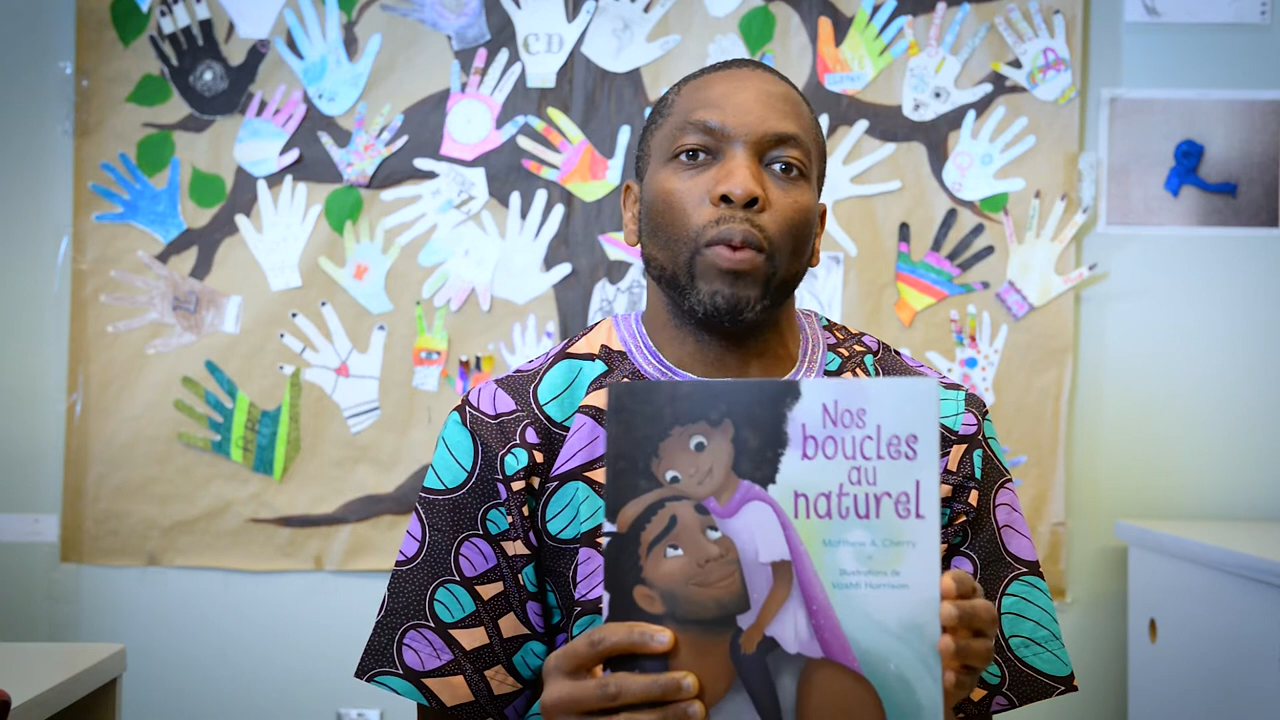 CD
Nos
boucles
au
naturel
Matthew A. Cherry
Illustrations de
Vashti Harrison